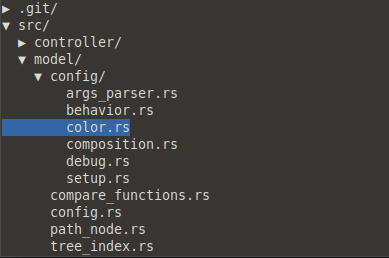 ▶ .git/
▼ src/
▶ controller/
▼ model/
▼ config/
args_parser.rs
behavior.rs
color.rs
composition.rs
debug.rs
setup.rs
compare_functions.rs
config.rs
path_node.rs
tree_index.rs